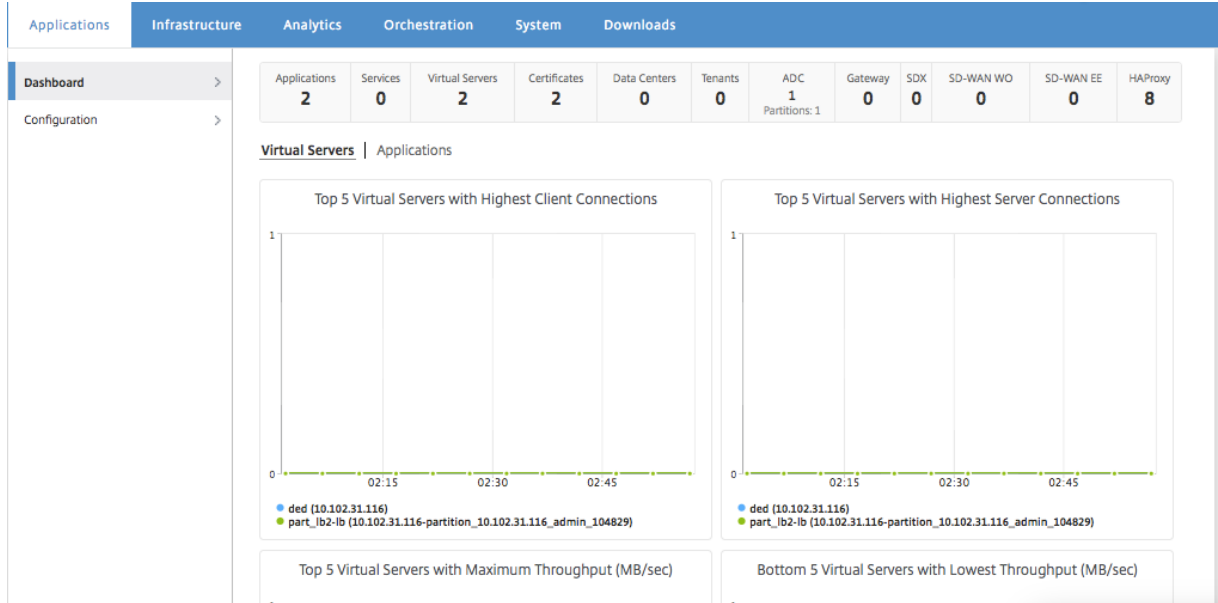 Applications Infrastructure Analytics Orchestration System Downloads
Dashboard
Configuration
Applications Services Virtual Servers Certificates Data Centers Tenants ADC Gateway SDX SD-WAN WO SD-WAN EE HAProxy
2 0 2 2 0 0 1 0 0 0 0 8
Partitions: 1
Virtual Servers | Applications
Top 5 Virtual Servers with Highest Client Connections
1
0
02:15 02:30 02:45
ded (10.102.31.116)
part_lb2-lb (10.102.31.116-partition_10.102.31.116_admin_104829)
Top 5 Virtual Servers with Highest Server Connections
1
0
02:15 02:30 02:45
ded (10.102.31.116)
part_lb2-lb (10.102.31.116-partition_10.102.31.116_admin_104829)
Top 5 Virtual Servers with Maximum Throughput (MB/sec)
Bottom 5 Virtual Servers with Lowest Throughput (MB/sec)